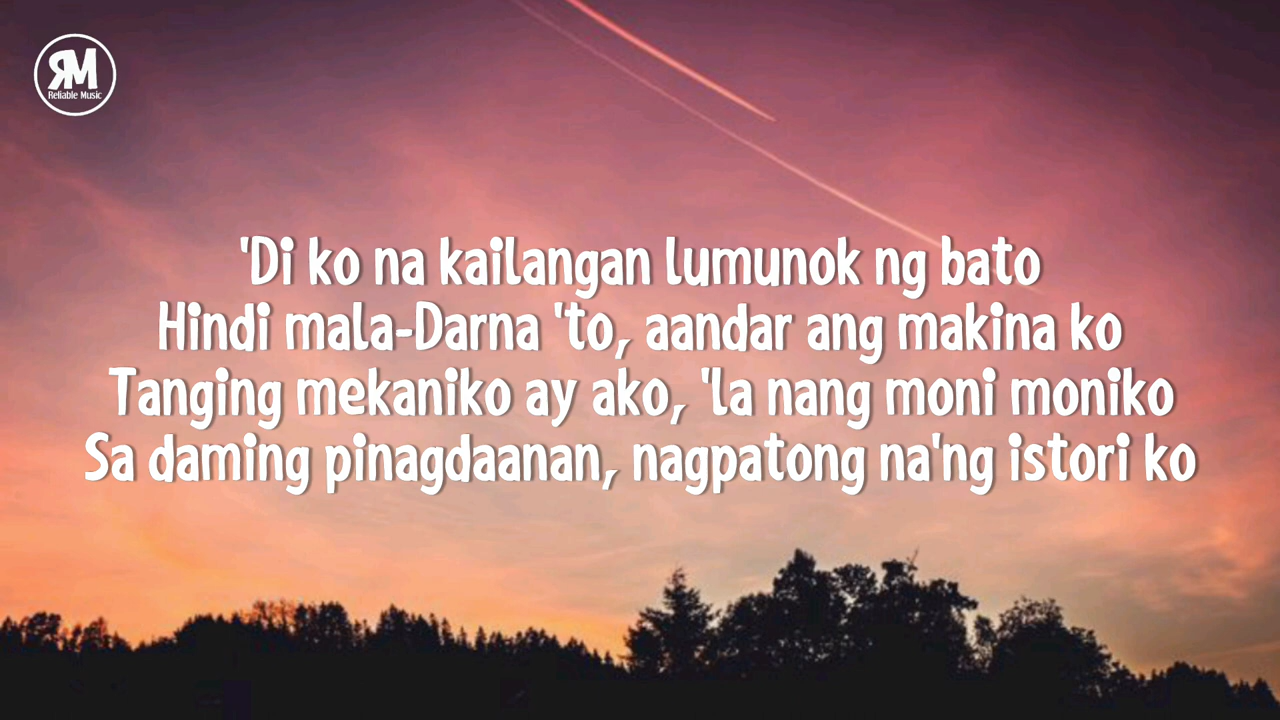 RM
Reliable Music
'Di ko na kailangan lumunok ng bato
Hindi mala-Darna 'to, aandar ang makina ko
Tanging mekaniko ay ako, 'la nang moni moniko
Sa daming pinagdaanan, nagpatong na'ng istori ko